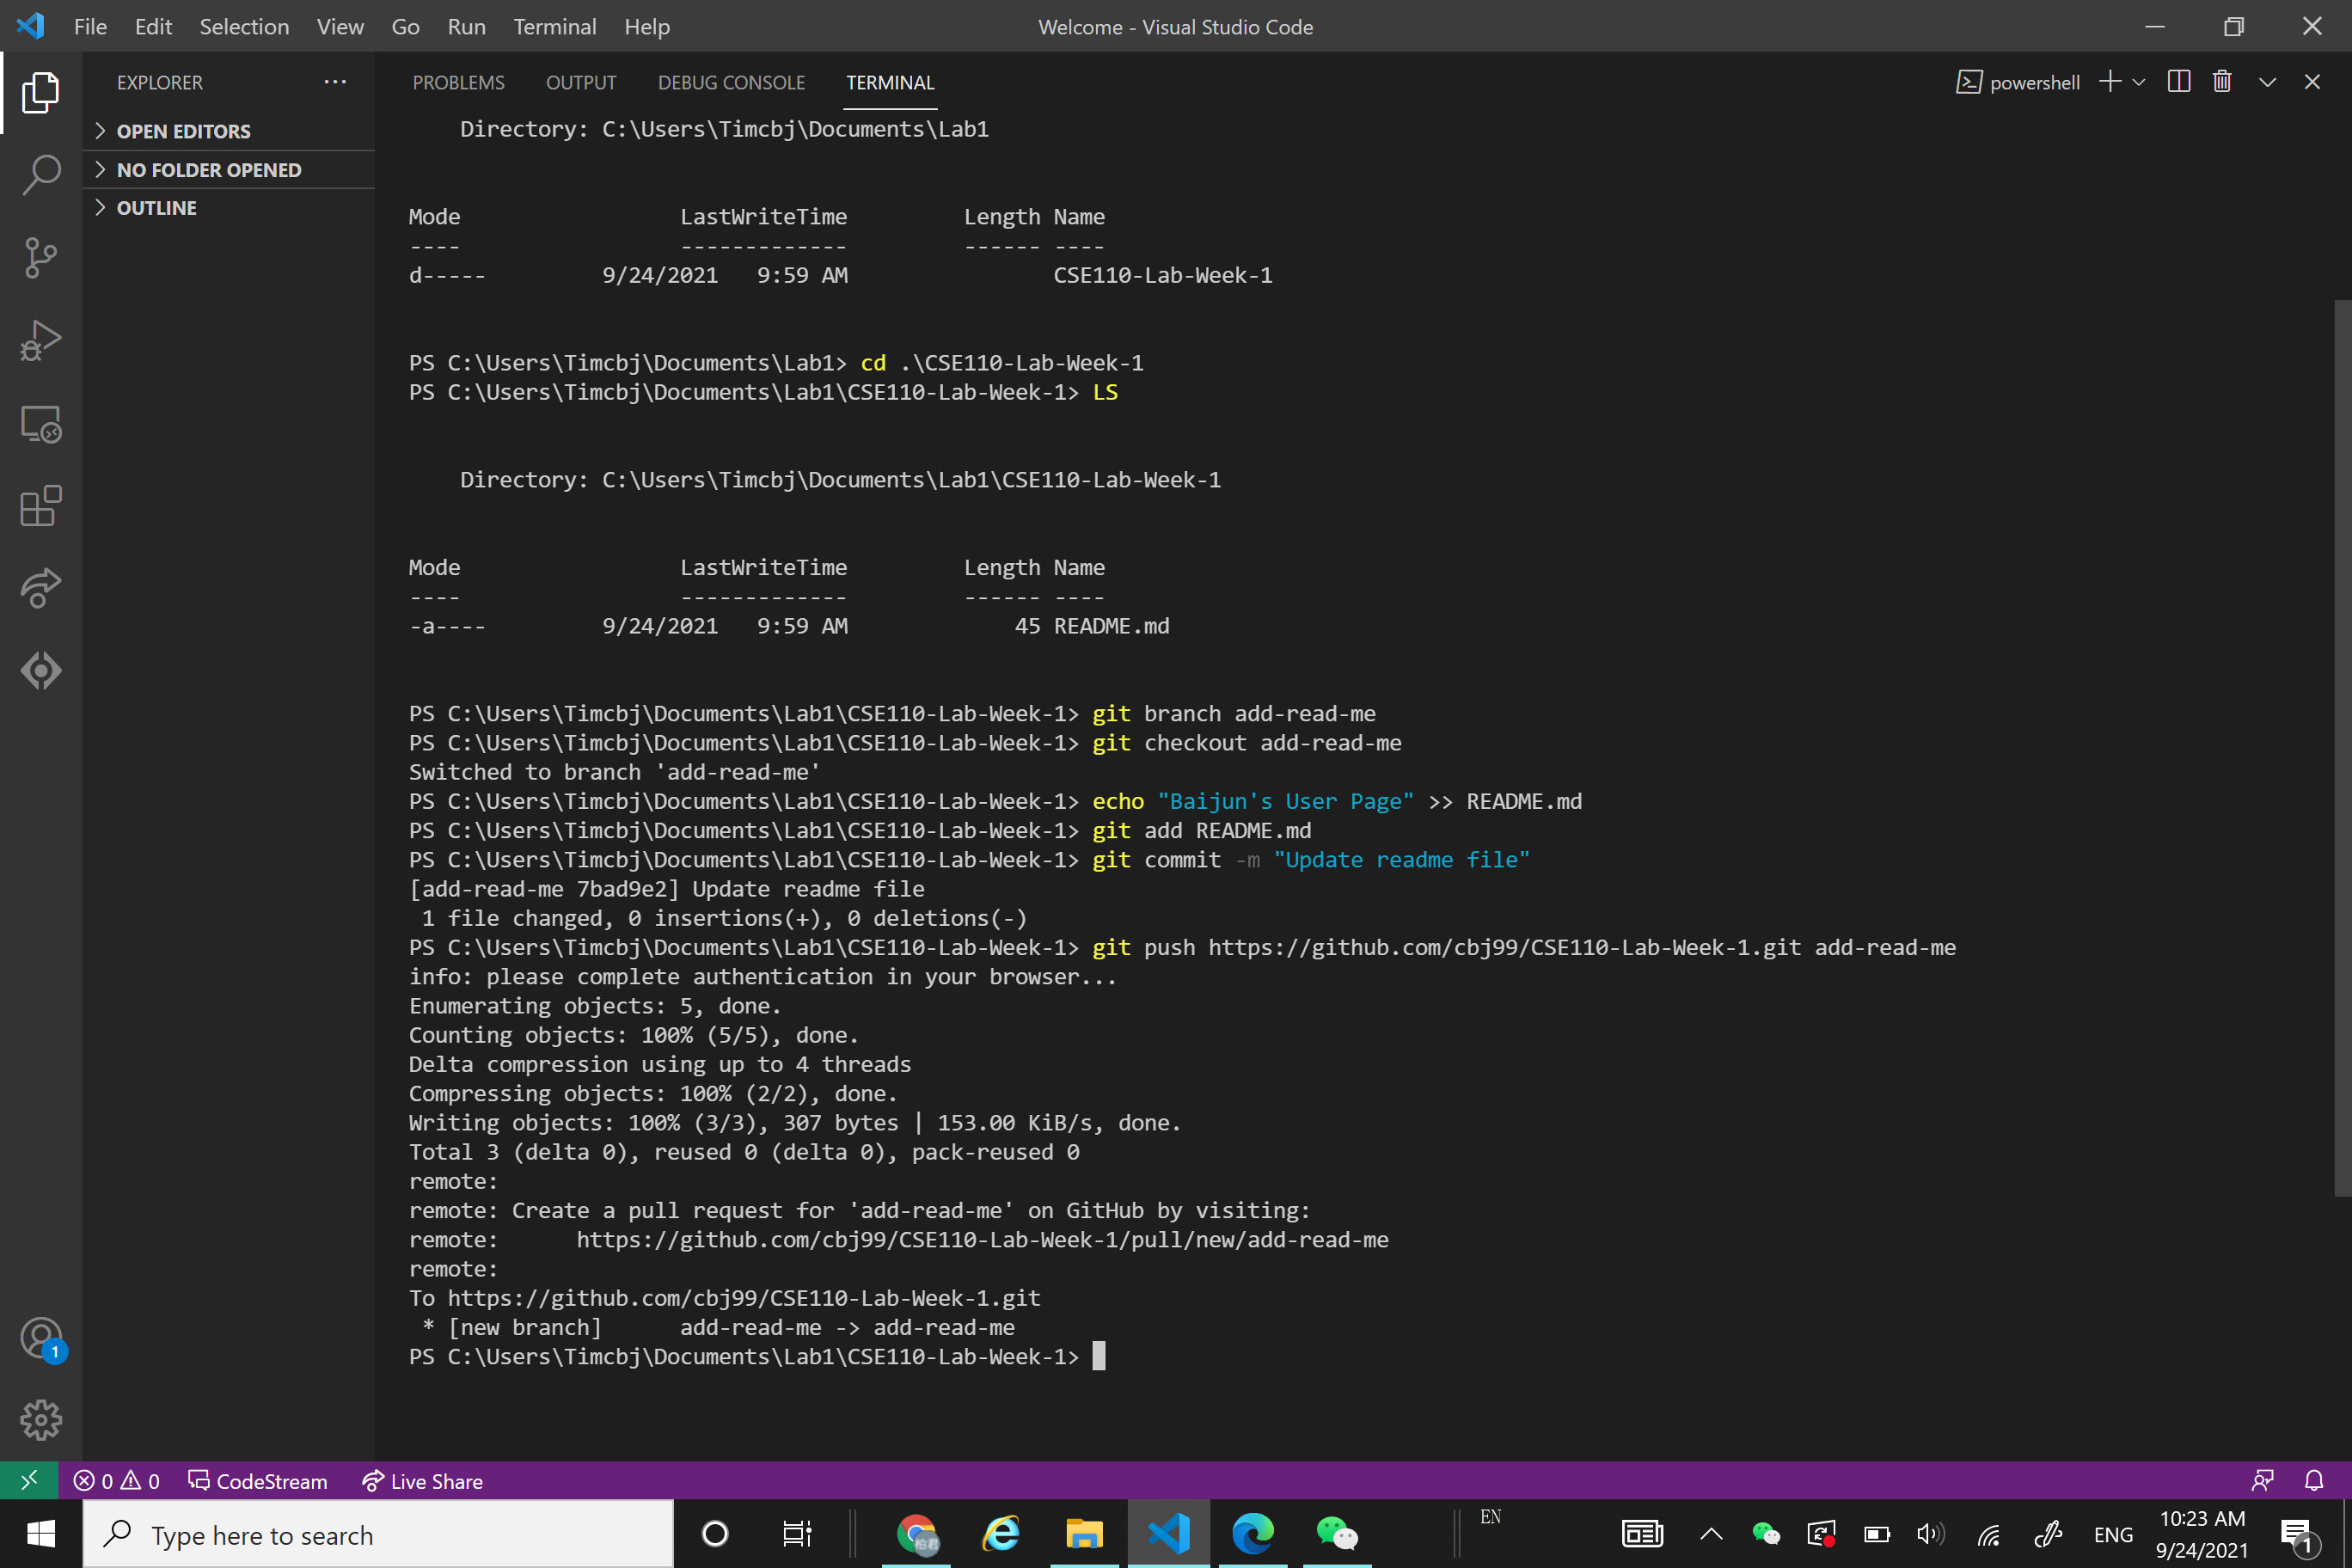 File Edit Selection View Go Run Terminal Help
Welcome - Visual Studio Code
EXPLORER
OPEN EDITORS
NO FOLDER OPENED
OUTLINE
PROBLEMS OUTPUT DEBUG CONSOLE TERMINAL
powershell
Directory: C:\Users\Timcbj\Documents\Lab1
Mode LastWriteTime Length Name
---- ------------- ------ ----
d----- 9/24/2021 9:59 AM CSE110-Lab-Week-1
PS C:\Users\Timcbj\Documents\Lab1> cd .\CSE110-Lab-Week-1
PS C:\Users\Timcbj\Documents\Lab1\CSE110-Lab-Week-1> LS
Directory: C:\Users\Timcbj\Documents\Lab1\CSE110-Lab-Week-1
Mode LastWriteTime Length Name
---- ------------- ------ ----
-a---- 9/24/2021 9:59 AM 45 README.md
PS C:\Users\Timcbj\Documents\Lab1\CSE110-Lab-Week-1> git branch add-read-me
PS C:\Users\Timcbj\Documents\Lab1\CSE110-Lab-Week-1> git checkout add-read-me
Switched to branch 'add-read-me'
PS C:\Users\Timcbj\Documents\Lab1\CSE110-Lab-Week-1> echo "Baijun's User Page" >> README.md
PS C:\Users\Timcbj\Documents\Lab1\CSE110-Lab-Week-1> git add README.md
PS C:\Users\Timcbj\Documents\Lab1\CSE110-Lab-Week-1> git commit -m "Update readme file"
[add-read-me 7bad9e2] Update readme file
1 file changed, 0 insertions(+), 0 deletions(-)
PS C:\Users\Timcbj\Documents\Lab1\CSE110-Lab-Week-1> git push https://github.com/cbj99/CSE110-Lab-Week-1.git add-read-me
info: please complete authentication in your browser...
Enumerating objects: 5, done.
Counting objects: 100% (5/5), done.
Delta compression using up to 4 threads
Compressing objects: 100% (2/2), done.
Writing objects: 100% (3/3), 307 bytes | 153.00 KiB/s, done.
Total 3 (delta 0), reused 0 (delta 0), pack-reused 0
remote:
remote: Create a pull request for 'add-read-me' on GitHub by visiting:
remote: https://github.com/cbj99/CSE110-Lab-Week-1/pull/new/add-read-me
remote:
To https://github.com/cbj99/CSE110-Lab-Week-1.git
* [new branch] add-read-me -> add-read-me
PS C:\Users\Timcbj\Documents\Lab1\CSE110-Lab-Week-1>
1
0 0 CodeStream Live Share
Type here to search
EN
ENG
10:23 AM
9/24/2021
1